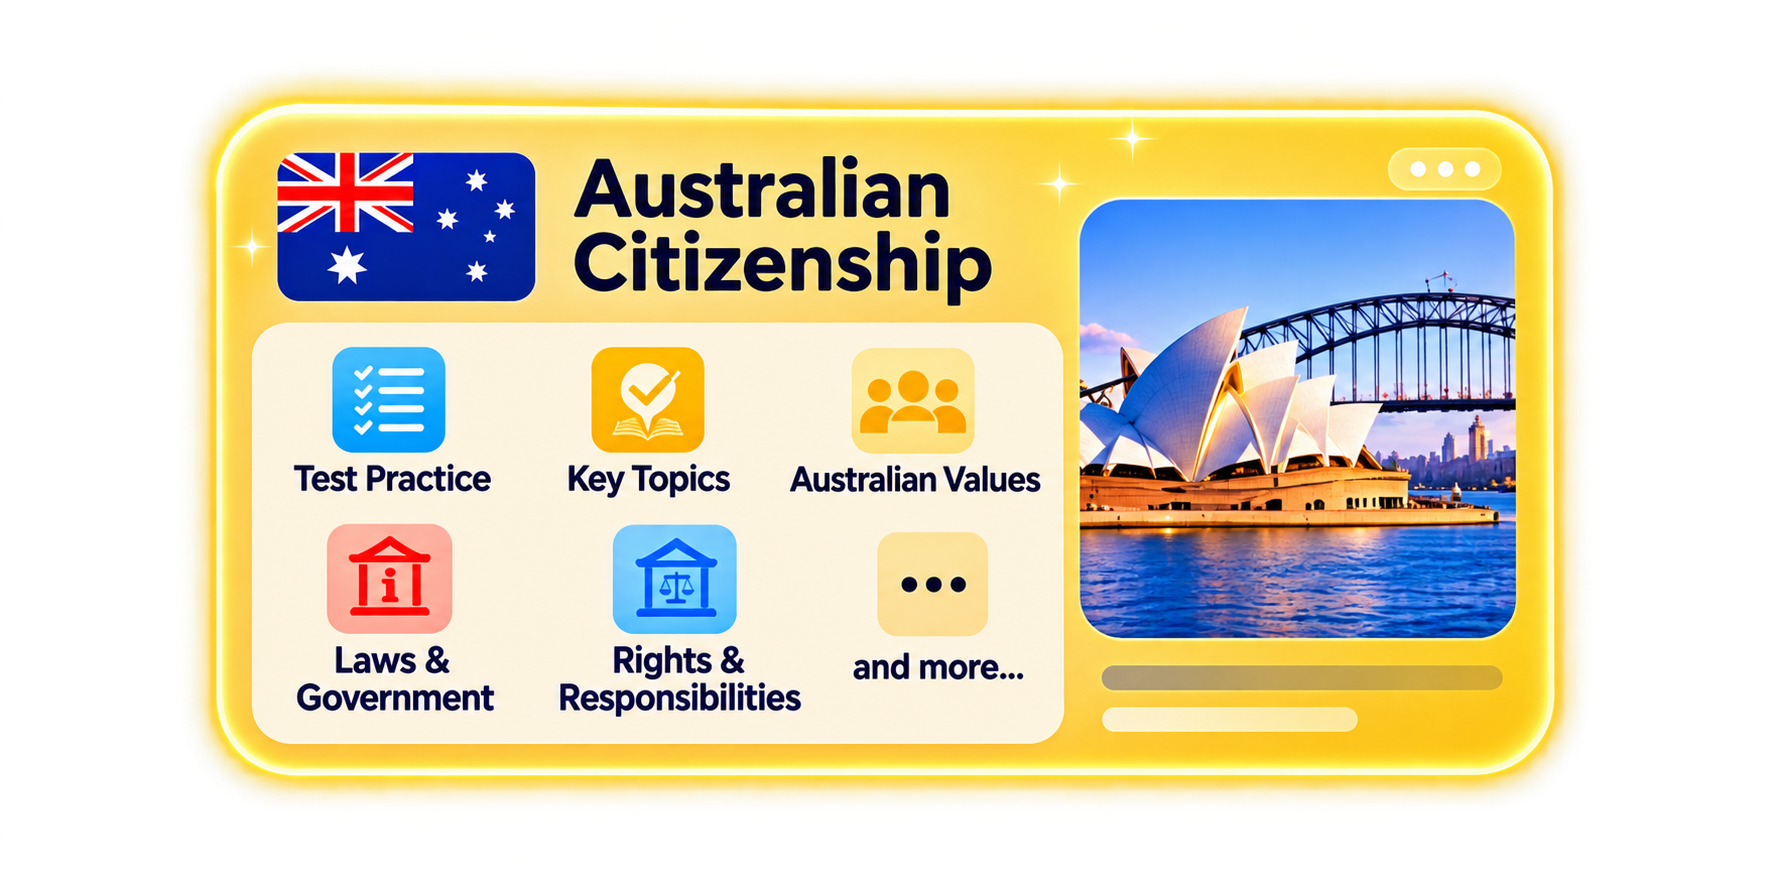 Australian
Citizenship
Test Practice
Key Topics
Australian Values
Laws &
Government
Rights &
Responsibilities
and more...